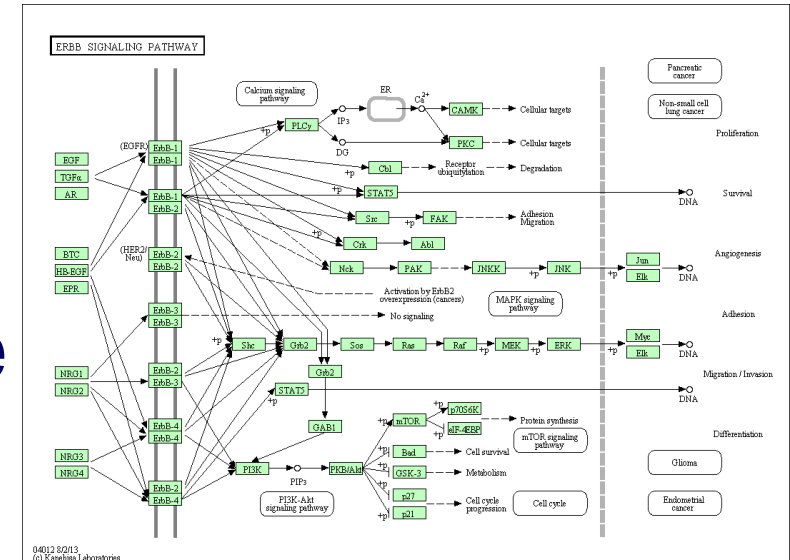 ERBB SIGNALING PATHWAY
Calcium signaling
pathway
ER
Ca2+
IP3
DG
+p
PLCγ
CAMK
Cellular targets
PKC
Cellular targets
Pancreatic
cancer
Non-small cell
lung cancer
Proliferation
(EGFR)
ErbB-1
ErbB-1
EGF
TGFα
AR
+p
Cbl
Receptor
ubiquitylation
Degradation
ErbB-1
ErbB-2
+p
STAT5
DNA
Survival
+p
Src
FAK
Adhesion
Migration
+p
Crk
Abl
BTC
HB-EGF
EPR
(HER2/
Neu)
ErbB-2
ErbB-2
Nck
PAK
JNKK
+p
JNK
+p
Jun
Elk
DNA
Angiogenesis
Activation by ErbB2
overexpression (cancers)
MAPK signaling
pathway
ErbB-3
ErbB-3
No signaling
Adhesion
+p
Shc
Grb2
Sos
Ras
Raf
+p
MEK
+p
ERK
+p
Myc
Elk
DNA
e
NRG1
NRG2
ErbB-2
ErbB-3
Grb2
+p
STAT5
DNA
Migration / Invasion
ErbB-4
ErbB-4
GAB1
+p
mTOR
+p
p70S6K
+p
eIF-4EBP
Protein synthesis
mTOR signaling
pathway
Differentiation
NRG3
NRG4
PI3K
PIP3
PKB/Akt
+p
Bad
Cell survival
+p
GSK-3
Metabolism
Glioma
ErbB-2
ErbB-4
PI3K-Akt
signaling pathway
+p
p27
+p
p21
Cell cycle
progression
Cell cycle
Endometrial
cancer
04012 8/2/13
(c) Kanehisa Laboratories